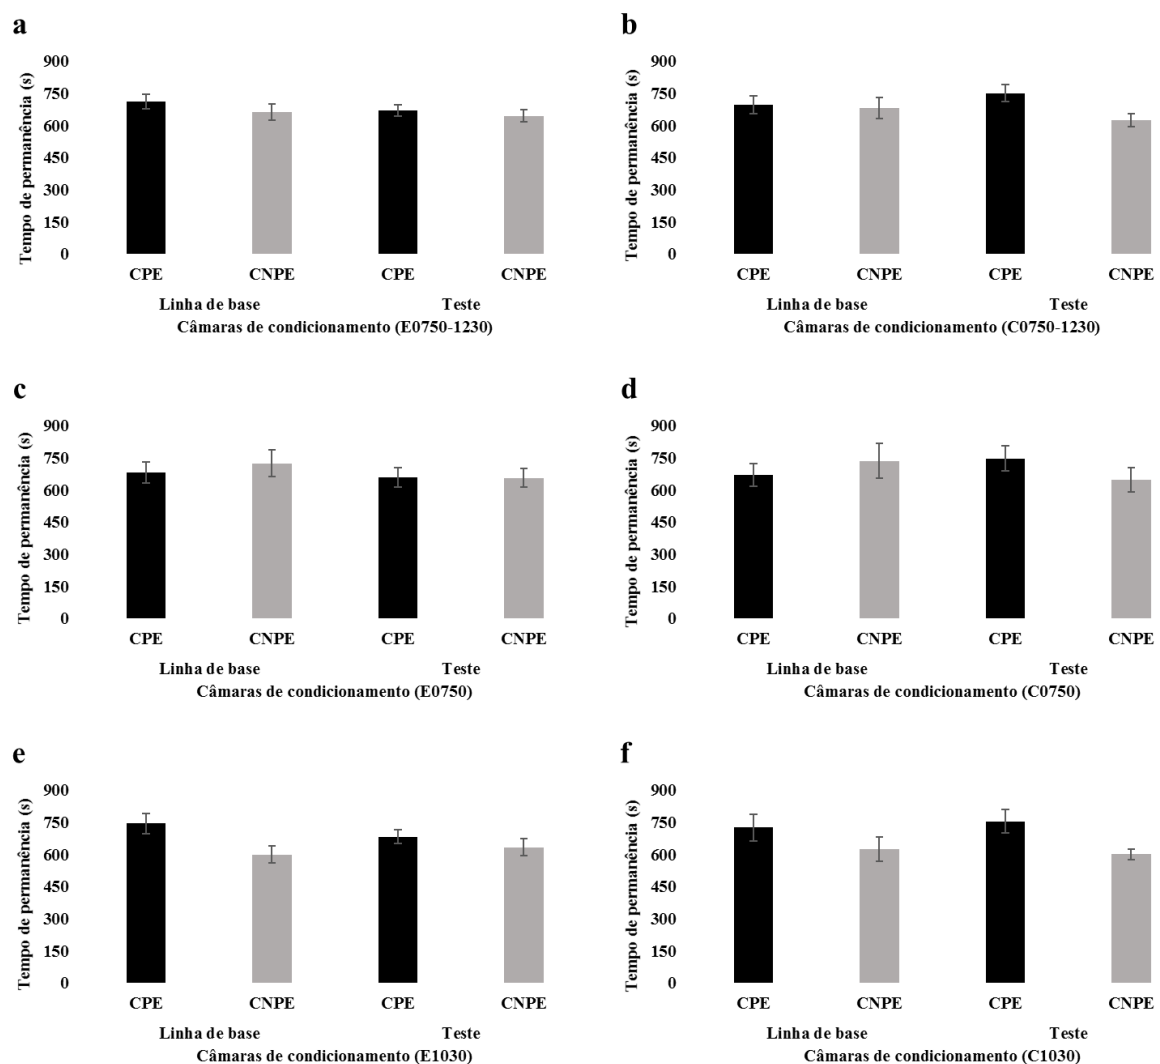 a
Tempo de permanência (s)
900
750
600
450
300
150
0
CPE CNPE CPE CNPE
Linha de base Teste
Câmaras de condicionamento (E0750-1230)
b
Tempo de permanência (s)
900
750
600
450
300
150
0
CPE CNPE CPE CNPE
Linha de base Teste
Câmaras de condicionamento (C0750-1230)
c
Tempo de permanência (s)
900
750
600
450
300
150
0
CPE CNPE CPE CNPE
Linha de base Teste
Câmaras de condicionamento (E0750)
d
Tempo de permanência (s)
900
750
600
450
300
150
0
CPE CNPE CPE CNPE
Linha de base Teste
Câmaras de condicionamento (C0750)
e
Tempo de permanência (s)
900
750
600
450
300
150
0
CPE CNPE CPE CNPE
Linha de base Teste
Câmaras de condicionamento (E1030)
f
Tempo de permanência (s)
900
750
600
450
300
150
0
CPE CNPE CPE CNPE
Linha de base Teste
Câmaras de condicionamento (C1030)